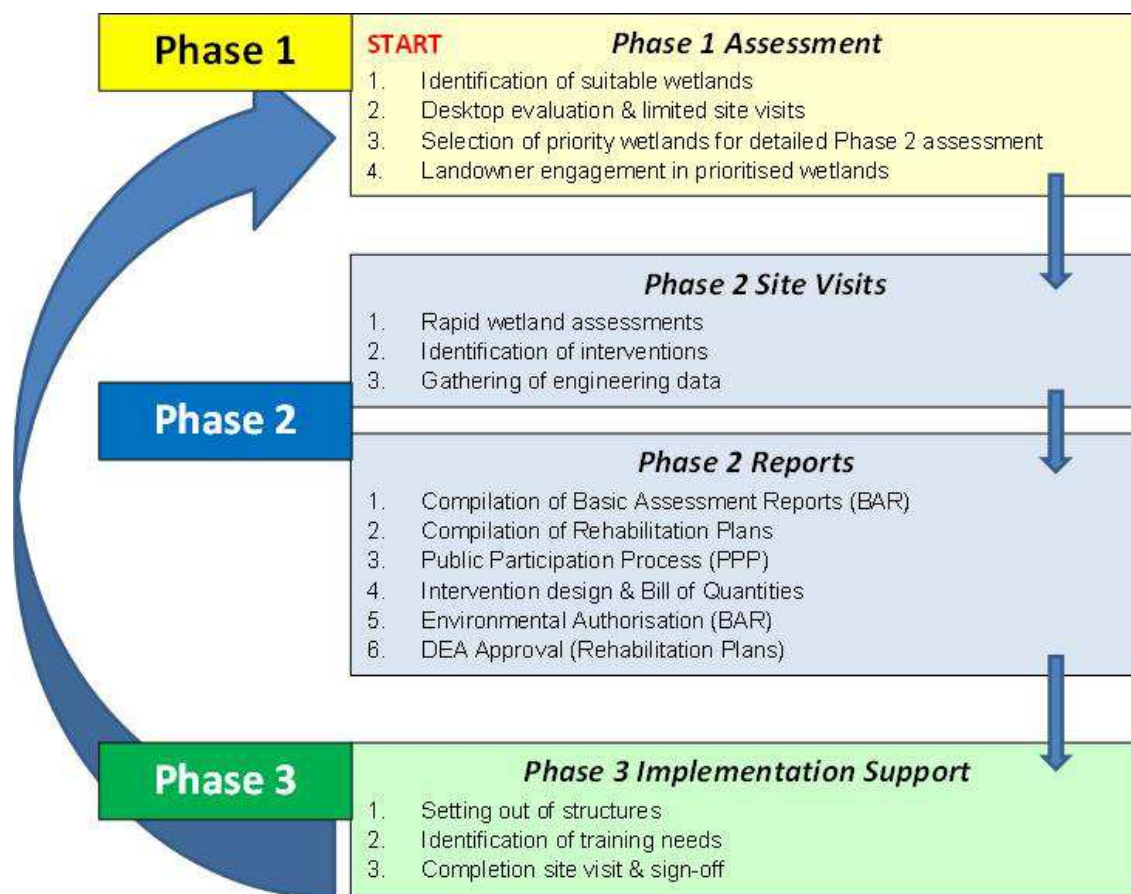 Phase 1
START Phase 1 Assessment
1. Identification of suitable wetlands
2. Desktop evaluation & limited site visits
3. Selection of priority wetlands for detailed Phase 2 assessment
4. Landowner engagement in prioritised wetlands
Phase 2
Phase 2 Site Visits
1. Rapid wetland assessments
2. Identification of interventions
3. Gathering of engineering data
Phase 2 Reports
1. Compilation of Basic Assessment Reports (BAR)
2. Compilation of Rehabilitation Plans
3. Public Participation Process (PPP)
4. Intervention design & Bill of Quantities
5. Environmental Authorisation (BAR)
6. DEA Approval (Rehabilitation Plans)
Phase 3
Phase 3 Implementation Support
1. Setting out of structures
2. Identification of training needs
3. Completion site visit & sign-off